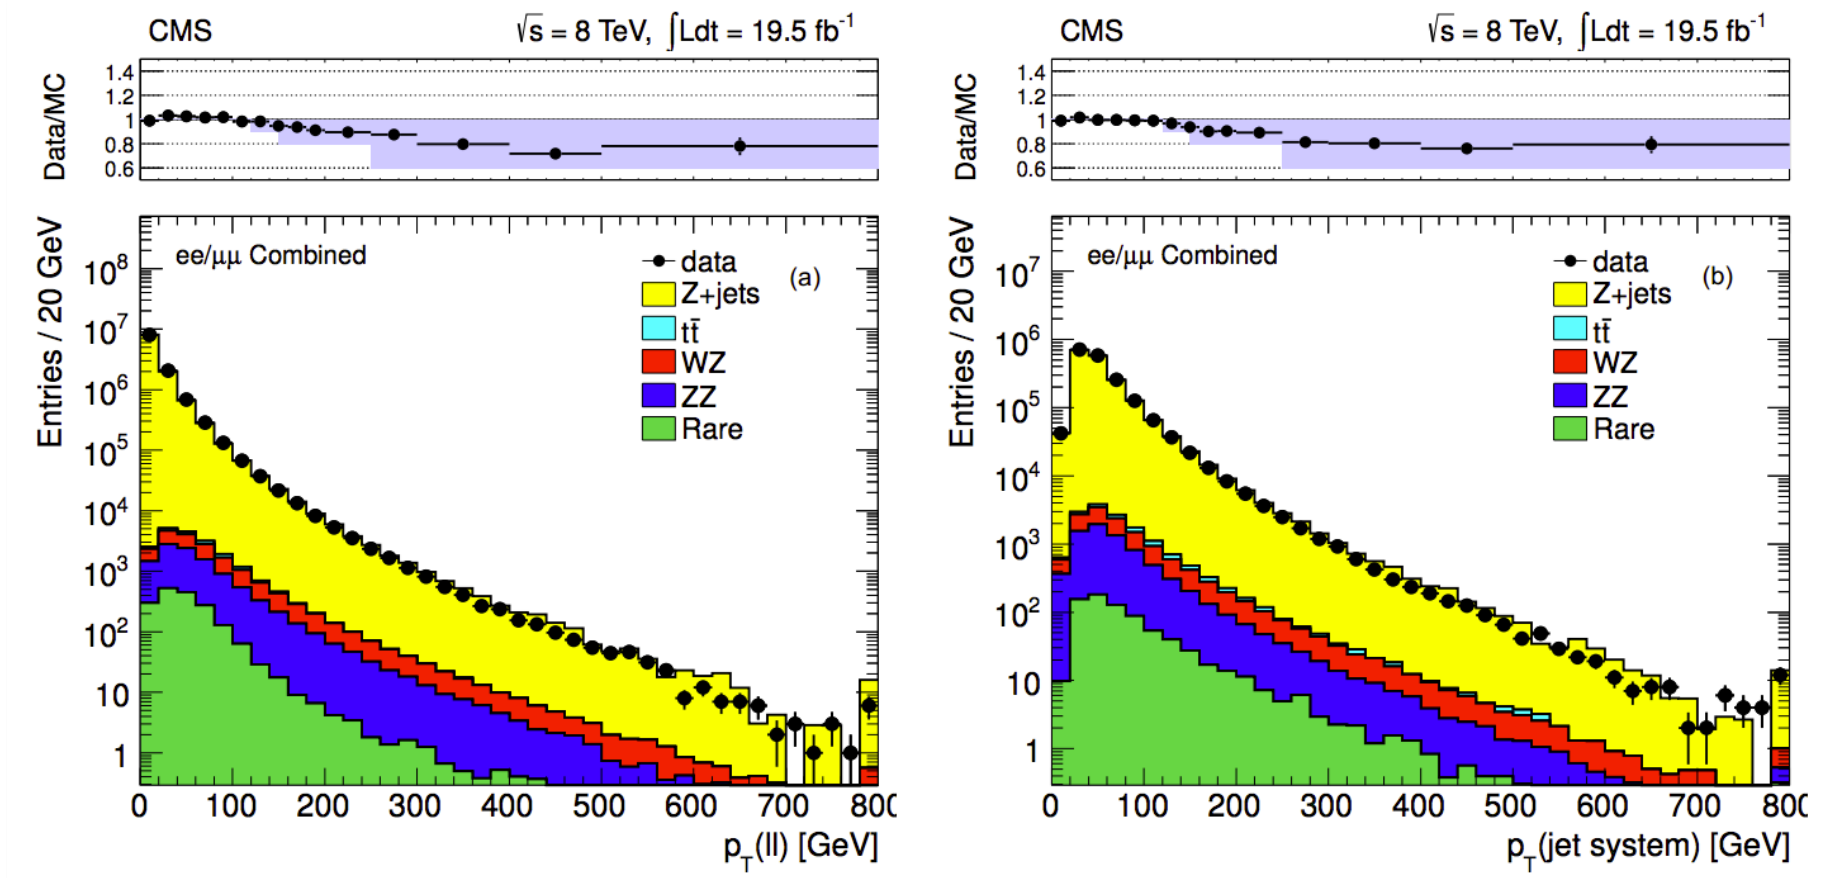 CMS √s = 8 TeV, ∫Ldt = 19.5 fb⁻¹
Data/MC
1.4
1.2
1
0.8
0.6
Entries / 20 GeV
ee/μμ Combined
(a)
data
Z+jets
tt̄
WZ
ZZ
Rare
10⁸
10⁷
10⁶
10⁵
10⁴
10³
10²
10
1
0 100 200 300 400 500 600 700 800
p_T(ll) [GeV]
CMS √s = 8 TeV, ∫Ldt = 19.5 fb⁻¹
Data/MC
1.4
1.2
1
0.8
0.6
Entries / 20 GeV
ee/μμ Combined
(b)
data
Z+jets
tt̄
WZ
ZZ
Rare
10⁷
10⁶
10⁵
10⁴
10³
10²
10
1
0 100 200 300 400 500 600 700 800
p_T(jet system) [GeV]